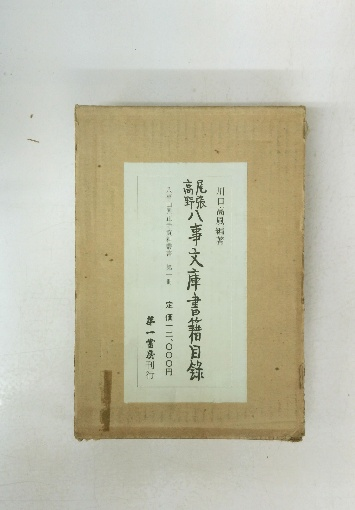 川口高風編著
尾張
高野
八事文庫書籍目録
定価一二、〇〇〇円
第一書房刊行